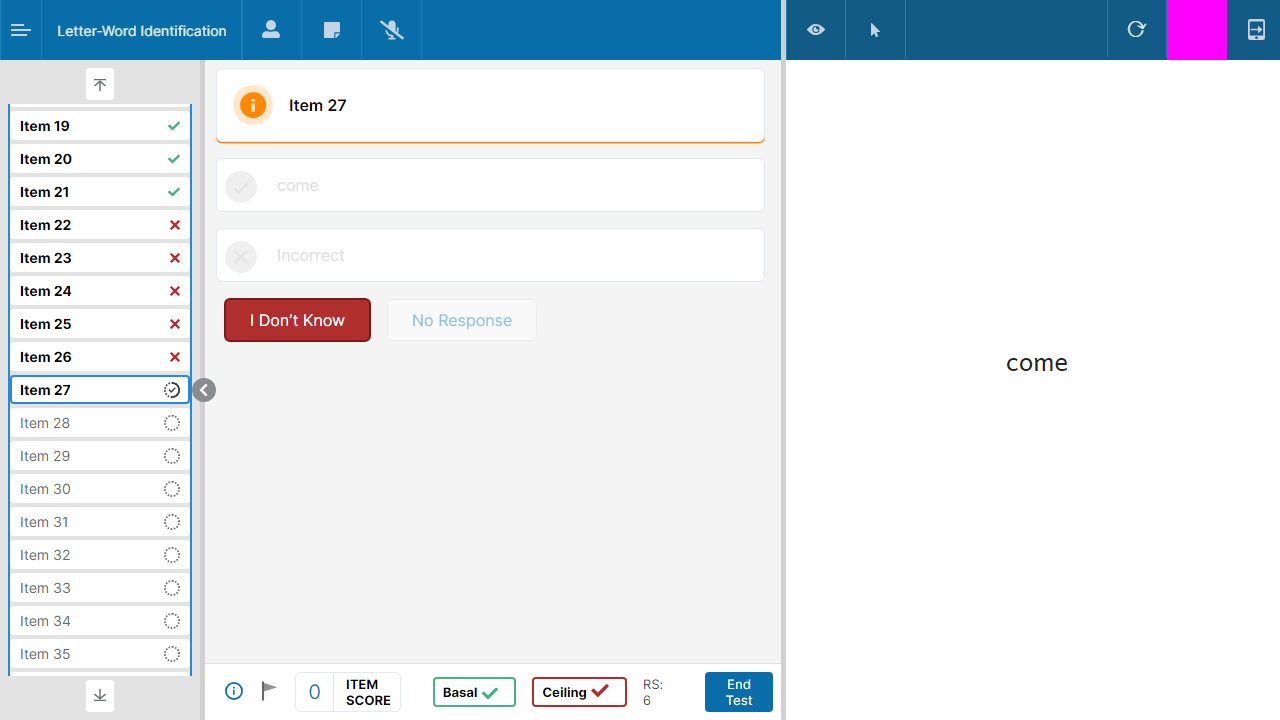 Letter-Word Identification
Item 19
Item 20
Item 21
Item 22
Item 23
Item 24
Item 25
Item 26
Item 27
Item 28
Item 29
Item 30
Item 31
Item 32
Item 33
Item 34
Item 35
Item 27
come
Incorrect
I Don't Know
No Response
0
ITEM
SCORE
Basal
Ceiling
RS:
6
End
Test
come